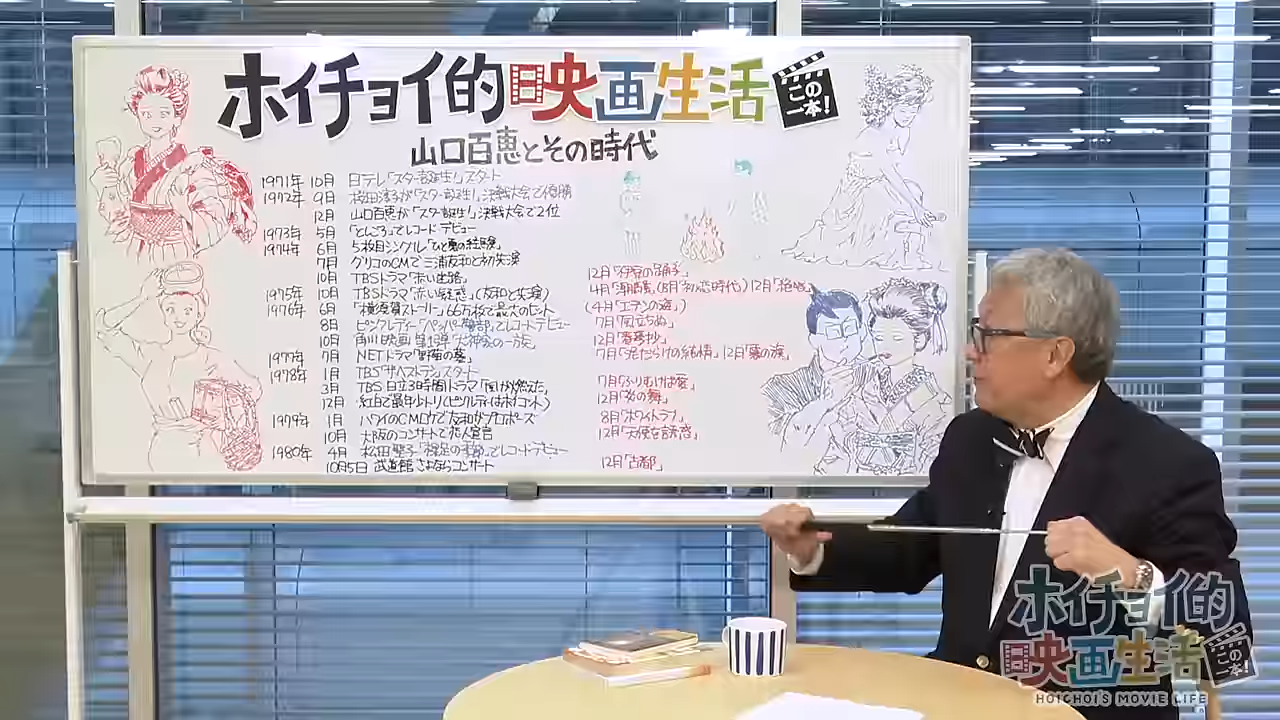 ホイチョイ的映画生活 この一本!
山口百恵とその時代
1971年 10月 日テレ「スター誕生!」スタート
1972年 9月 桜田淳子が「スター誕生!」決戦大会で優勝
12月 山口百恵が「スター誕生!」決戦大会で2位
1973年 5月 「としごろ」でレコードデビュー
1974年 6月 5枚目シングル「ひと夏の経験」
7月 グリコのCMで三浦友和と初共演
10月 TBSドラマ「赤い迷路」 12月「伊豆の踊子」
1975年 10月 TBSドラマ「赤い疑惑」(友和と共演) 4月「潮騒」(8月「初恋時代」) 12月「絶唱」
1976年 6月 「横須賀ストーリー」66万枚で最大のヒット (4月「エデンの海」)
8月 ピンクレディー「ペッパー警部」でレコードデビュー 7月「風立ちぬ」
10月 角川映画 第1弾「犬神家の一族」 12月「春琴抄」
1977年 7月 NETドラマ「野菊の墓」 7月「泥だらけの純情」 12月「霧の旗」
1978年 1月 TBS「ザ・ベストテン」スタート
3月 TBS 日立3時間ドラマ「風が燃えた」 7月「ふりむけば愛」
12月 紅白で最年少トリ 12月「炎の舞」
1979年 1月 ハワイのCMロケで友和がプロポーズ 8月「ホワイト・ラブ」
10月 大阪のコンサートで恋人宣言 12月「天使を誘惑」
1980年 4月 松田聖子「裸足の季節」でレコードデビュー
10月5日 武道館 さよならコンサート 12月「古都」
ホイチョイ的
映画生活 この一本!
HOICHOI'S MOVIE LIFE